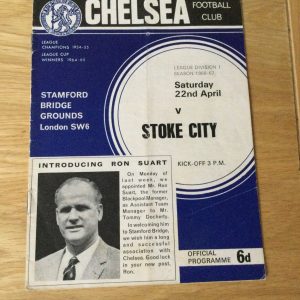 CHELSEA
FOOTBALL
CLUB
LEAGUE
CHAMPIONS 1954-55
LEAGUE CUP
WINNERS 1964-65
LEAGUE DIVISION I
SEASON 1966-67
STAMFORD
BRIDGE
GROUNDS
London SW6
Saturday
22nd April
v
STOKE CITY
KICK-OFF 3 P.M.
INTRODUCING RON SUART
On Monday of
last week, we
appointed Mr. Ron
Suart, the former
Blackpool Manager,
as Assistant Team
Manager to Mr.
Tommy Docherty.
In welcoming him
to Stamford Bridge,
we wish him a long
and successful
association with
Chelsea. Good luck
in your new post,
Ron.
OFFICIAL
PROGRAMME
6d